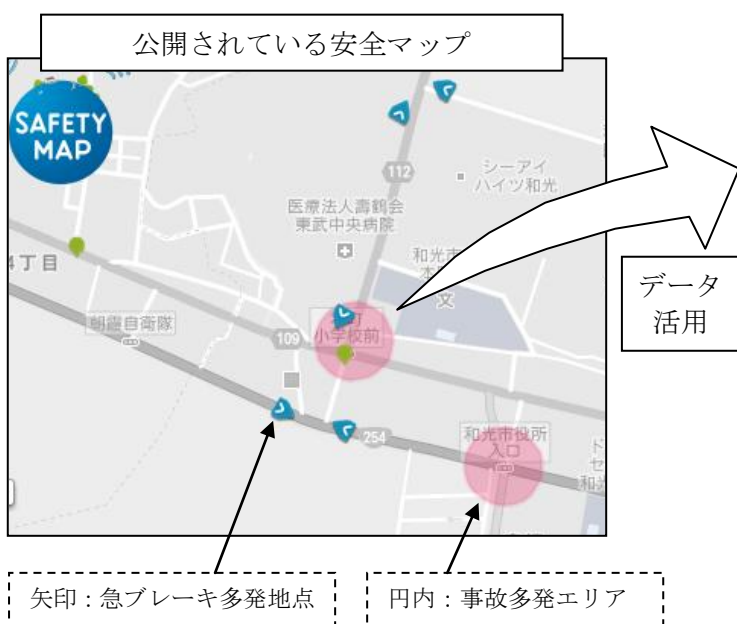 公開されている安全マップ
SAFETY
MAP
112
シーアイ
ハイツ和光
医療法人壽鶴会
東武中央病院
和光市
文
丁目
朝霞自衛隊
109
小学校前
254
和光市役所
入口
データ
活用
矢印：急ブレーキ多発地点
円内：事故多発エリア